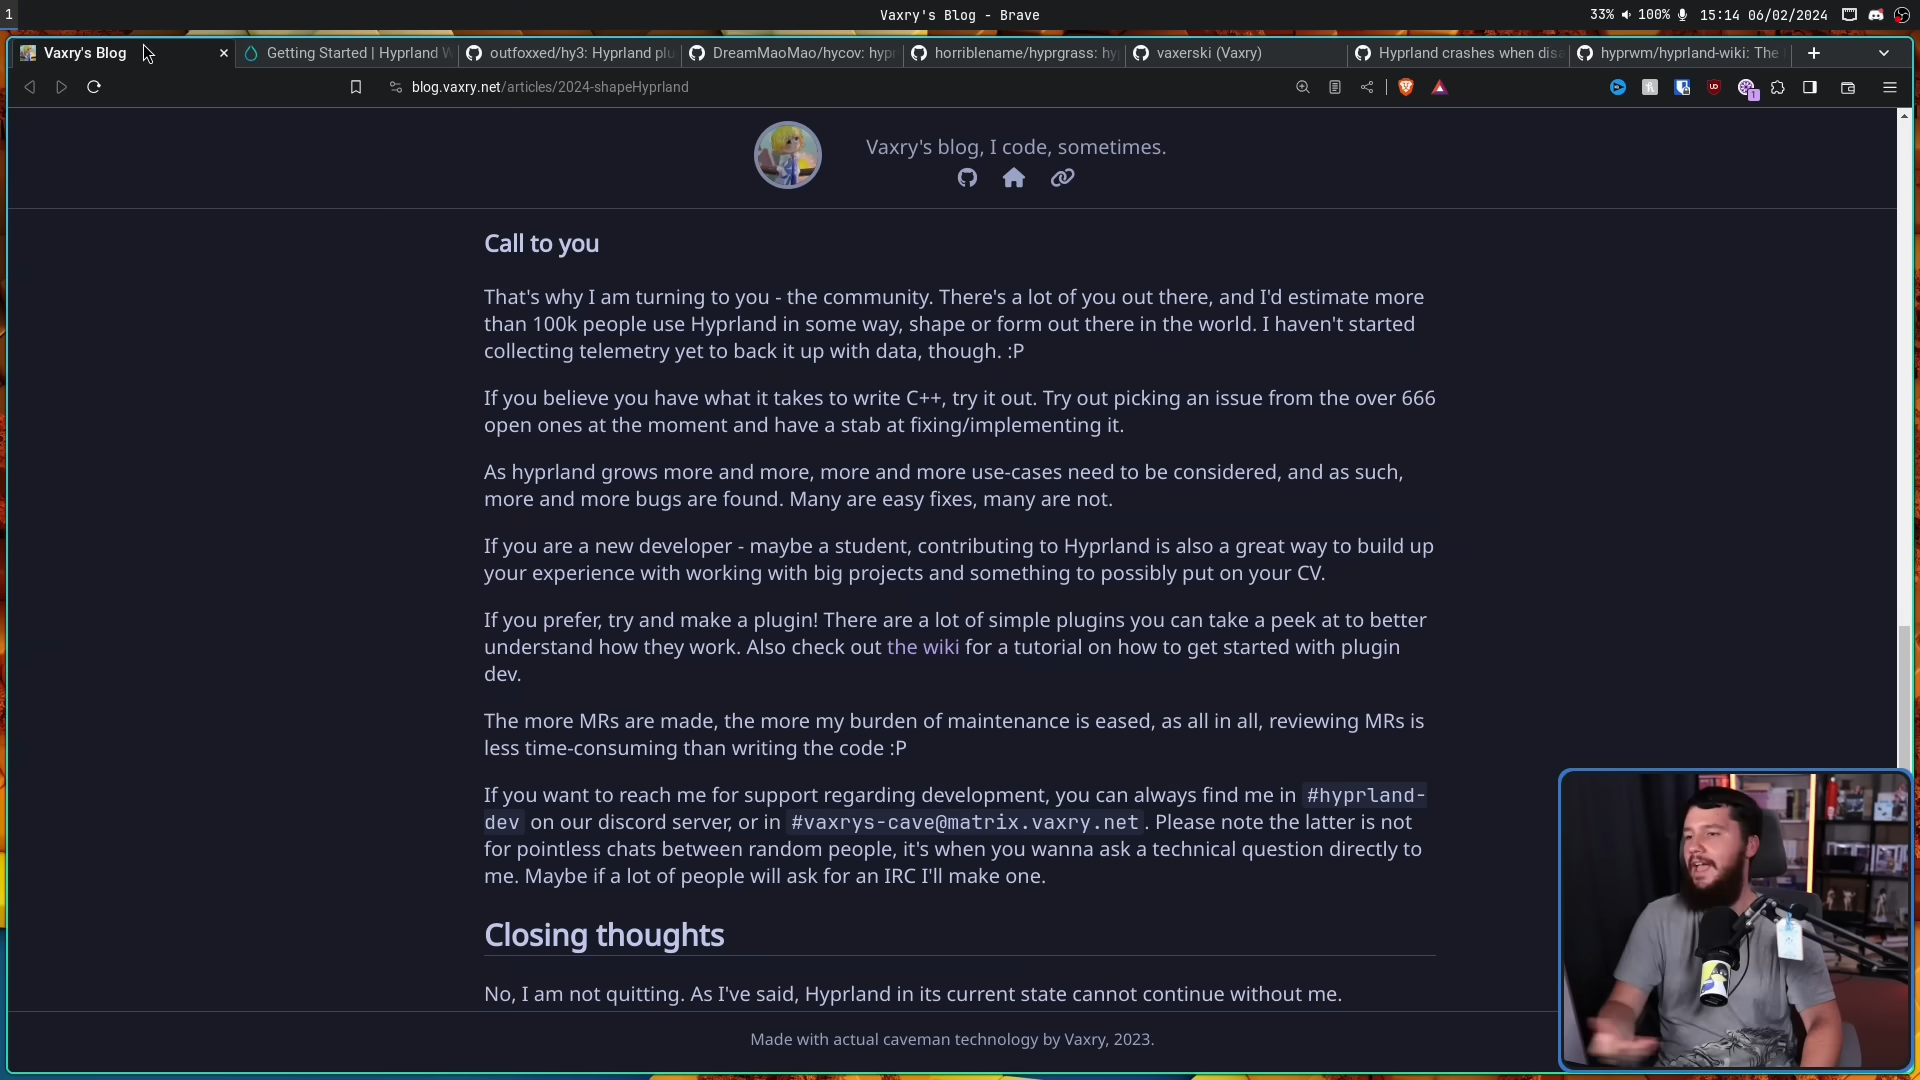 1
Vaxry's Blog - Brave
33% 100% 15:14 06/02/2024
Vaxry's Blog
Getting Started | Hyprland W
outfoxxed/hy3: Hyprland plu
DreamMaoMao/hycov: hypr
horriblename/hyprgrass: hy
vaxerski (Vaxry)
Hyprland crashes when disa
hyprwm/hyprland-wiki: The
blog.vaxry.net/articles/2024-shapeHyprland
1
Vaxry's blog, I code, sometimes.
Call to you
That's why I am turning to you - the community. There's a lot of you out there, and I'd estimate more
than 100k people use Hyprland in some way, shape or form out there in the world. I haven't started
collecting telemetry yet to back it up with data, though. :P
If you believe you have what it takes to write C++, try it out. Try out picking an issue from the over 666
open ones at the moment and have a stab at fixing/implementing it.
As hyprland grows more and more, more and more use-cases need to be considered, and as such,
more and more bugs are found. Many are easy fixes, many are not.
If you are a new developer - maybe a student, contributing to Hyprland is also a great way to build up
your experience with working with big projects and something to possibly put on your CV.
If you prefer, try and make a plugin! There are a lot of simple plugins you can take a peek at to better
understand how they work. Also check out the wiki for a tutorial on how to get started with plugin
dev.
The more MRs are made, the more my burden of maintenance is eased, as all in all, reviewing MRs is
less time-consuming than writing the code :P
If you want to reach me for support regarding development, you can always find me in #hyprland-
dev on our discord server, or in #vaxrys-cave@matrix.vaxry.net. Please note the latter is not
for pointless chats between random people, it's when you wanna ask a technical question directly to
me. Maybe if a lot of people will ask for an IRC I'll make one.
Closing thoughts
No, I am not quitting. As I've said, Hyprland in its current state cannot continue without me.
Made with actual caveman technology by Vaxry, 2023.